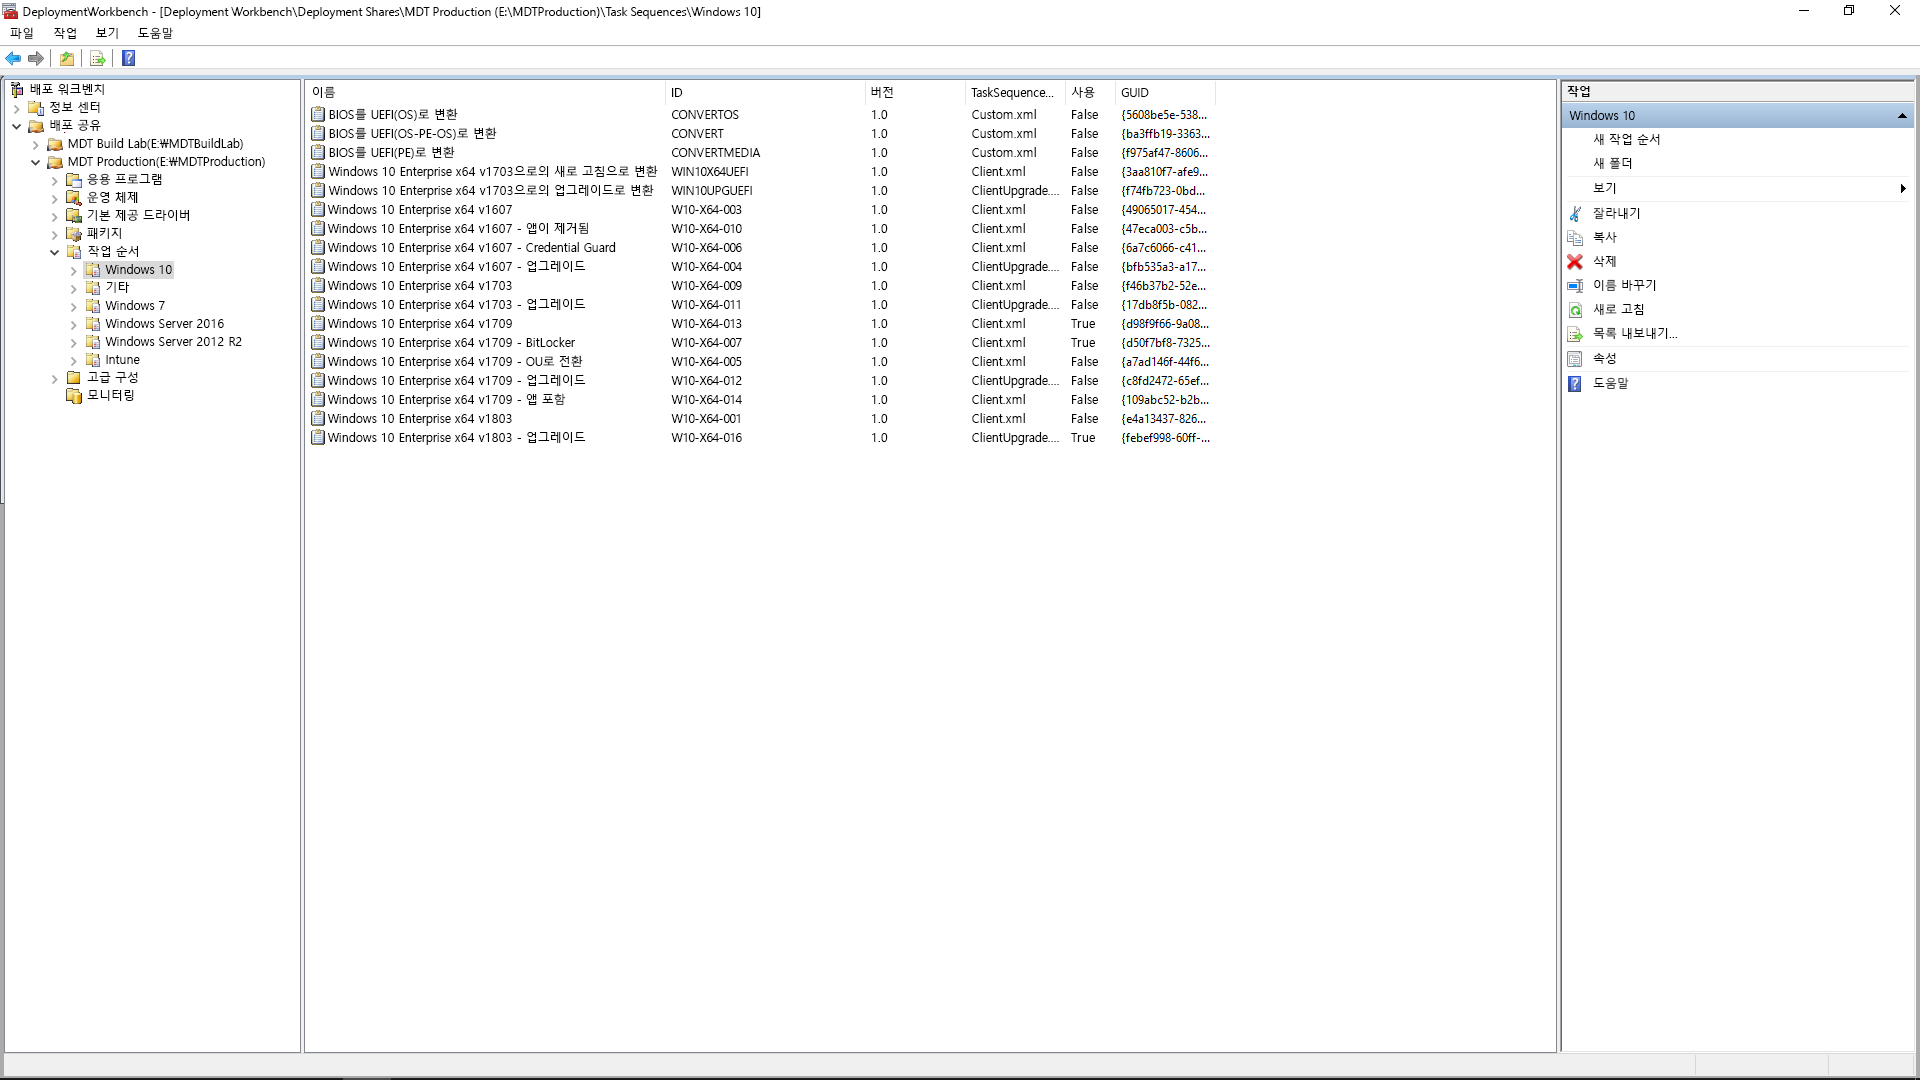 DeploymentWorkbench - [Deployment Workbench\Deployment Shares\MDT Production (E:\MDTProduction)\Task Sequences\Windows 10]
파일 작업 보기 도움말
배포 워크벤치
정보 센터
배포 공유
MDT Build Lab(E:₩MDTBuildLab)
MDT Production(E:₩MDTProduction)
응용 프로그램
운영 체제
기본 제공 드라이버
패키지
작업 순서
Windows 10
기타
Windows 7
Windows Server 2016
Windows Server 2012 R2
Intune
고급 구성
모니터링
이름 ID 버전 TaskSequence... 사용 GUID
BIOS를 UEFI(OS)로 변환 CONVERTOS 1.0 Custom.xml False {5608be5e-538...
BIOS를 UEFI(OS-PE-OS)로 변환 CONVERT 1.0 Custom.xml False {ba3ffb19-3363...
BIOS를 UEFI(PE)로 변환 CONVERTMEDIA 1.0 Custom.xml False {f975af47-8606...
Windows 10 Enterprise x64 v1703으로의 새로 고침으로 변환 WIN10X64UEFI 1.0 Client.xml False {3aa810f7-afe9...
Windows 10 Enterprise x64 v1703으로의 업그레이드로 변환 WIN10UPGUEFI 1.0 ClientUpgrade.... False {f74fb723-0bd...
Windows 10 Enterprise x64 v1607 W10-X64-003 1.0 Client.xml False {49065017-454...
Windows 10 Enterprise x64 v1607 - 앱이 제거됨 W10-X64-010 1.0 Client.xml False {47eca003-c5b...
Windows 10 Enterprise x64 v1607 - Credential Guard W10-X64-006 1.0 Client.xml False {6a7c6066-c41...
Windows 10 Enterprise x64 v1607 - 업그레이드 W10-X64-004 1.0 ClientUpgrade.... False {bfb535a3-a17...
Windows 10 Enterprise x64 v1703 W10-X64-009 1.0 Client.xml False {f46b37b2-52e...
Windows 10 Enterprise x64 v1703 - 업그레이드 W10-X64-011 1.0 ClientUpgrade.... False {17db8f5b-082...
Windows 10 Enterprise x64 v1709 W10-X64-013 1.0 Client.xml True {d98f9f66-9a08...
Windows 10 Enterprise x64 v1709 - BitLocker W10-X64-007 1.0 Client.xml True {d50f7bf8-7325...
Windows 10 Enterprise x64 v1709 - OU로 전환 W10-X64-005 1.0 Client.xml False {a7ad146f-44f6...
Windows 10 Enterprise x64 v1709 - 업그레이드 W10-X64-012 1.0 ClientUpgrade.... False {c8fd2472-65ef...
Windows 10 Enterprise x64 v1709 - 앱 포함 W10-X64-014 1.0 Client.xml False {109abc52-b2b...
Windows 10 Enterprise x64 v1803 W10-X64-001 1.0 Client.xml False {e4a13437-826...
Windows 10 Enterprise x64 v1803 - 업그레이드 W10-X64-016 1.0 ClientUpgrade.... True {febef998-60ff-...
작업
Windows 10
새 작업 순서
새 폴더
보기
잘라내기
복사
삭제
이름 바꾸기
새로 고침
목록 내보내기...
속성
도움말